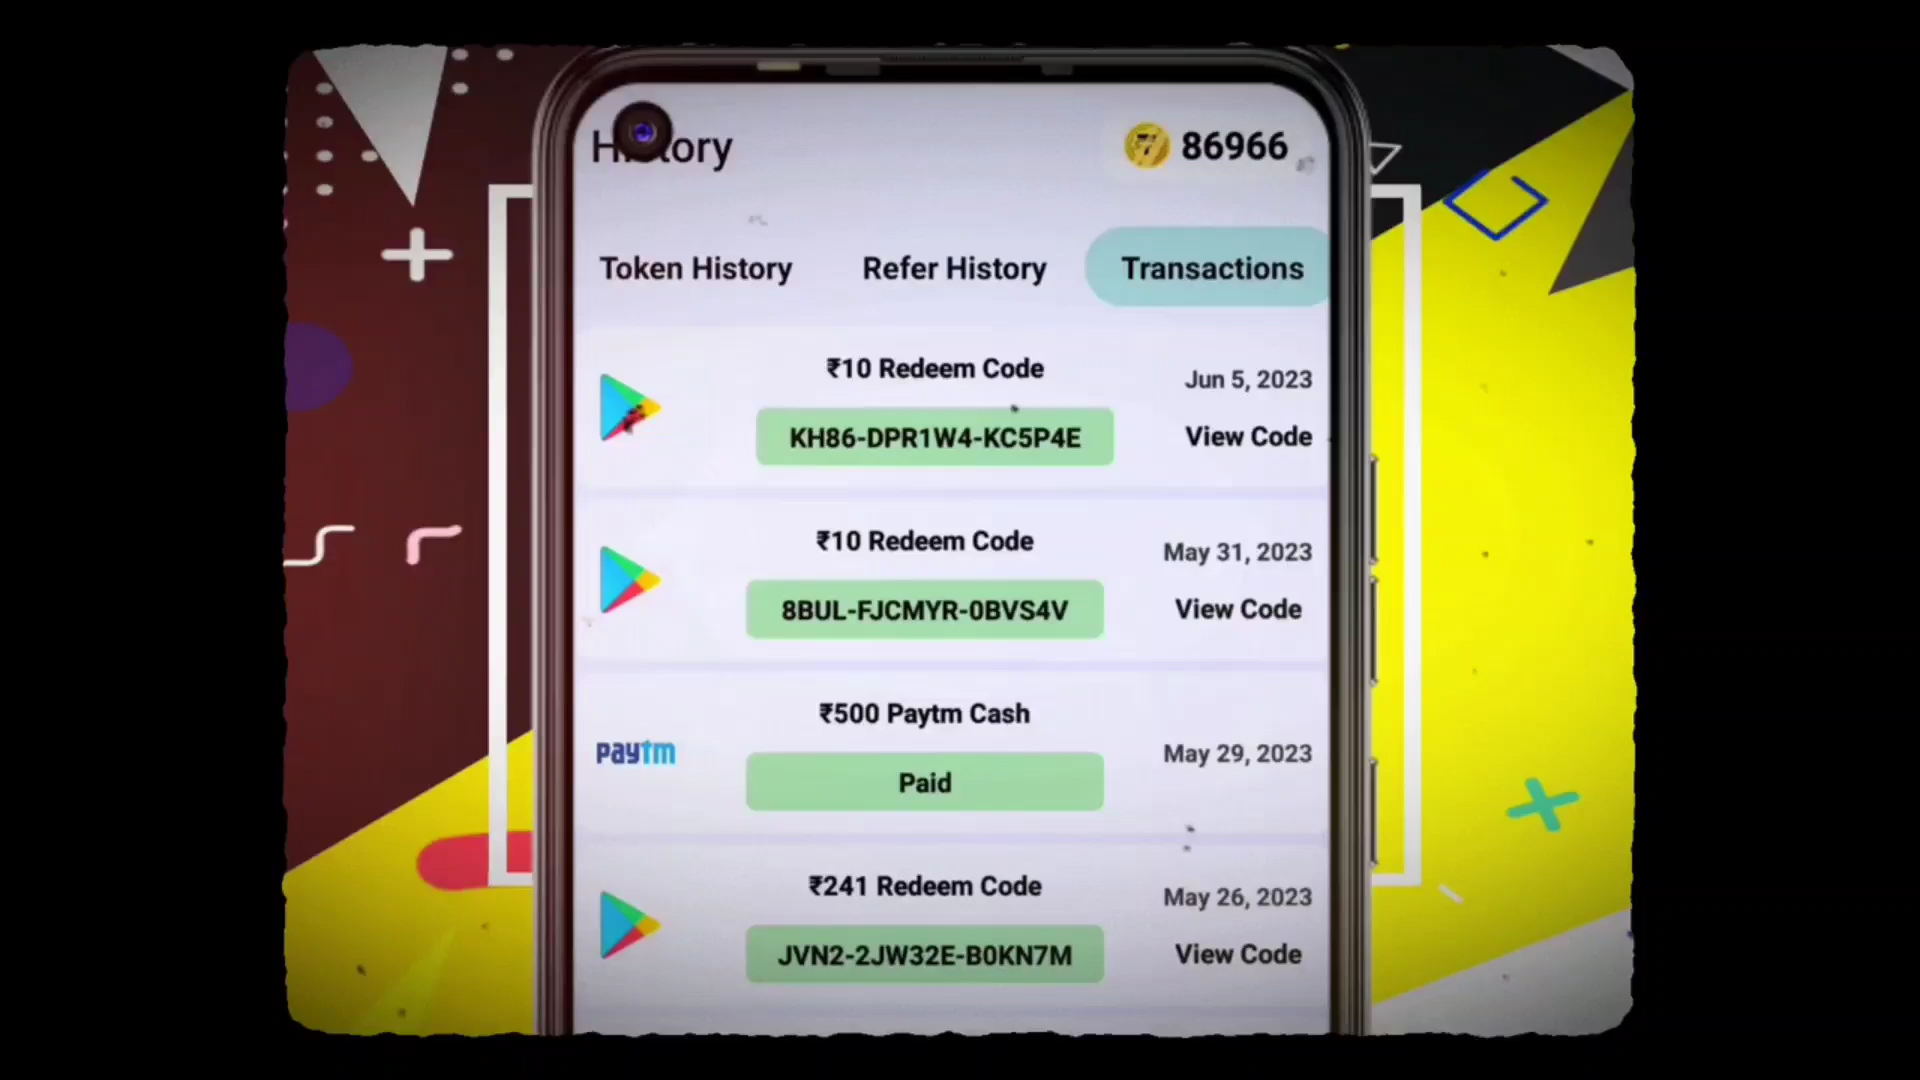 History
86966
Token History
Refer History
Transactions
₹10 Redeem Code
Jun 5, 2023
KH86-DPR1W4-KC5P4E
View Code
₹10 Redeem Code
May 31, 2023
8BUL-FJCMYR-0BVS4V
View Code
₹500 Paytm Cash
paytm
May 29, 2023
Paid
₹241 Redeem Code
May 26, 2023
JVN2-2JW32E-B0KN7M
View Code